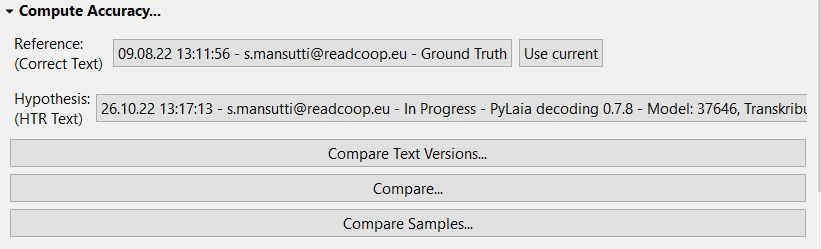 Compute Accuracy...
Reference:
(Correct Text)
09.08.22 13:11:56 - s.mansutti@readcoop.eu - Ground Truth
Use current
Hypothesis:
(HTR Text)
26.10.22 13:17:13 - s.mansutti@readcoop.eu - In Progress - PyLaia decoding 0.7.8 - Model: 37646, Transkribu
Compare Text Versions...
Compare...
Compare Samples...